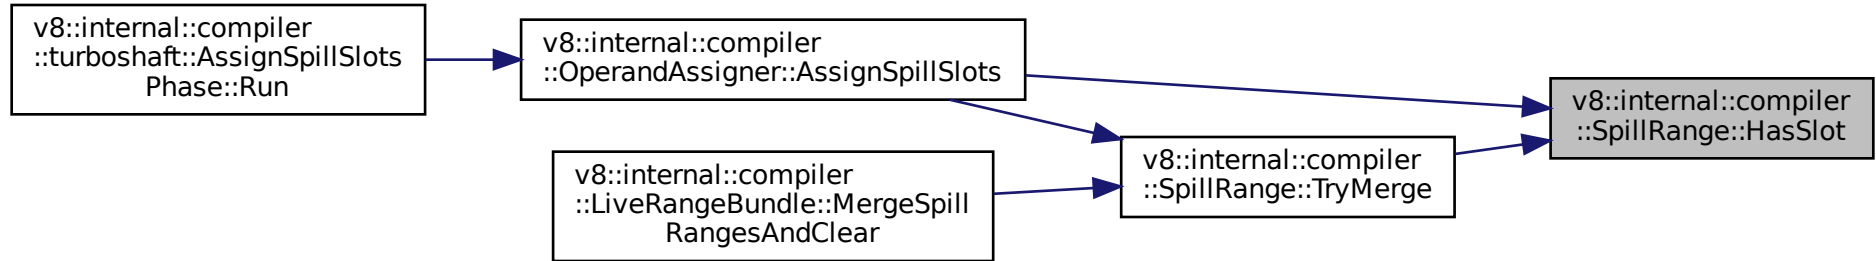 v8::internal::compiler
::turboshaft::AssignSpillSlots
Phase::Run
v8::internal::compiler
::OperandAssigner::AssignSpillSlots
v8::internal::compiler
::LiveRangeBundle::MergeSpill
RangesAndClear
v8::internal::compiler
::SpillRange::TryMerge
v8::internal::compiler
::SpillRange::HasSlot